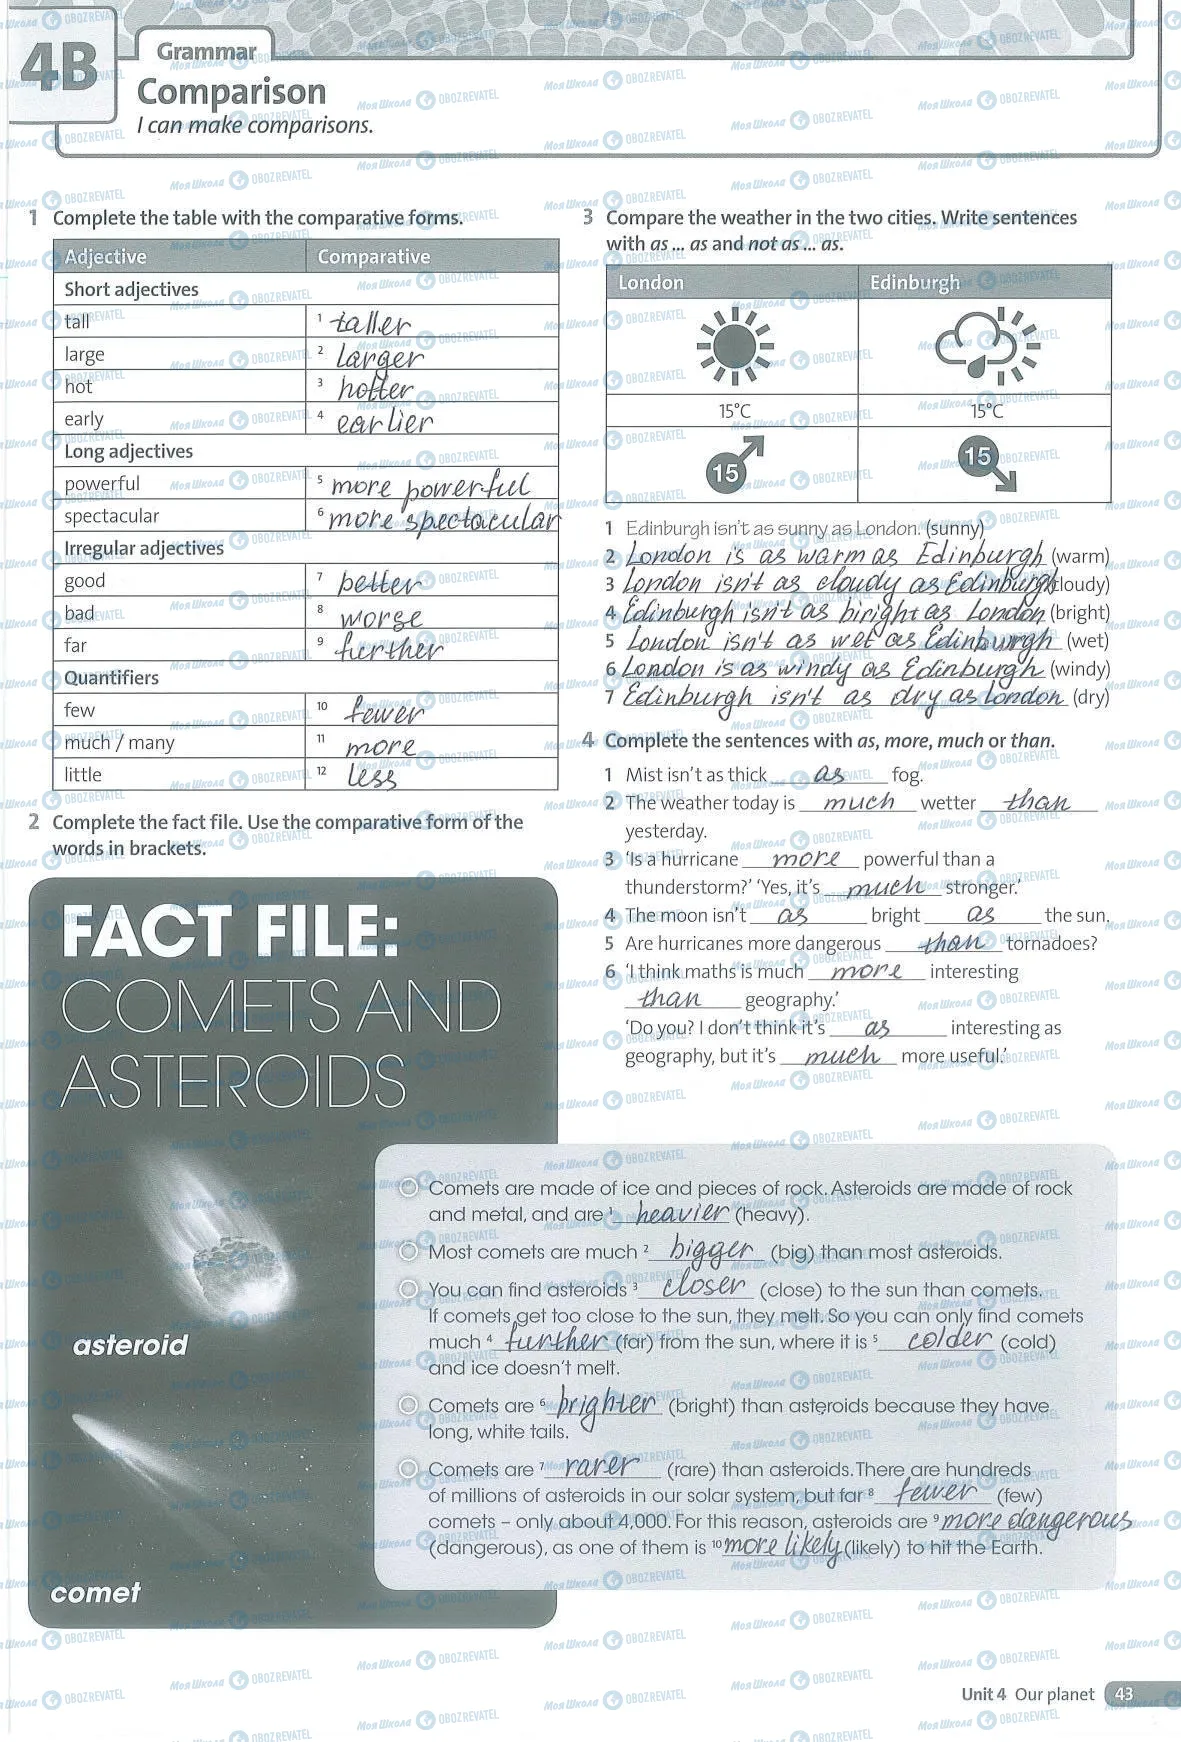 4B
Grammar
Comparison
I can make comparisons.
1 Complete the table with the comparative forms.
Adjective Comparative
Short adjectives
tall 1 taller
large 2 larger
hot 3 hotter
early 4 earlier
Long adjectives
powerful 5 more powerful
spectacular 6 more spectacular
Irregular adjectives
good 7 better
bad 8 worse
far 9 further
Quantifiers
few 10 fewer
much / many 11 more
little 12 less
2 Complete the fact file. Use the comparative form of the
words in brackets.
FACT FILE:
COMETS AND
ASTEROIDS
asteroid
comet
Comets are made of ice and pieces of rock. Asteroids are made of rock
and metal, and are 1 heavier (heavy).
Most comets are much 2 bigger (big) than most asteroids.
You can find asteroids 3 closer (close) to the sun than comets.
If comets get too close to the sun, they melt. So you can only find comets
much 4 further (far) from the sun, where it is 5 colder (cold)
and ice doesn't melt.
Comets are 6 brighter (bright) than asteroids because they have
long, white tails.
Comets are 7 rarer (rare) than asteroids. There are hundreds
of millions of asteroids in our solar system, but far 8 fewer (few)
comets – only about 4,000. For this reason, asteroids are 9 more dangerous
(dangerous), as one of them is 10 more likely (likely) to hit the Earth.
3 Compare the weather in the two cities. Write sentences
with as ... as and not as ... as.
London Edinburgh
15°C 15°C
15 15
1 Edinburgh isn't as sunny as London. (sunny)
2 London is as warm as Edinburgh (warm)
3 London isn't as cloudy as Edinburgh (cloudy)
4 Edinburgh isn't as biright as London (bright)
5 London isn't as wet as Edinburgh (wet)
6 London is as windy as Edinburgh (windy)
7 Edinburgh isn't as dry as London (dry)
4 Complete the sentences with as, more, much or than.
1 Mist isn't as thick as fog.
2 The weather today is much wetter than
yesterday.
3 'Is a hurricane more powerful than a
thunderstorm?' 'Yes, it's much stronger.'
4 The moon isn't as bright as the sun.
5 Are hurricanes more dangerous than tornadoes?
6 'I think maths is much more interesting
than geography.'
'Do you? I don't think it's as interesting as
geography, but it's much more useful.'
Unit 4 Our planet 43
МояШкола OBOZREVATEL